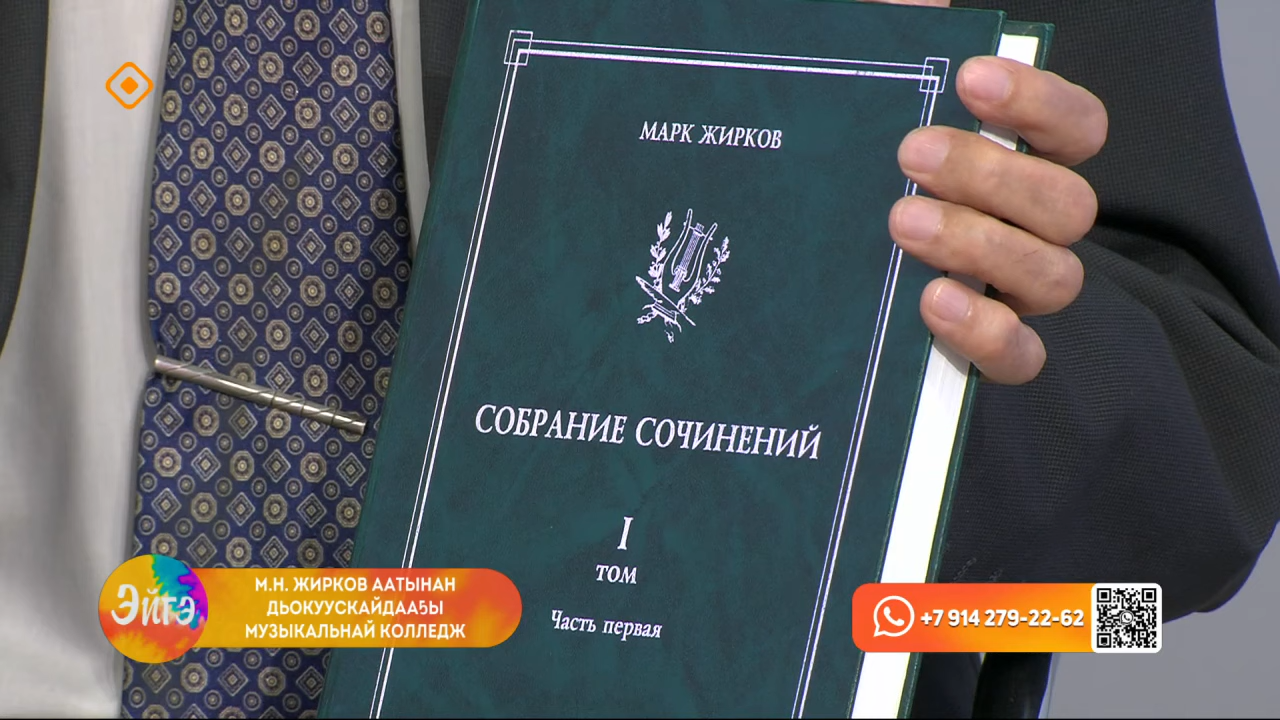 МАРК ЖИРКОВ
СОБРАНИЕ СОЧИНЕНИЙ
I
ТОМ
Часть первая
Эйгэ
М.Н. ЖИРКОВ ААТЫНАН
ДЬОКУУСКАЙДААҔЫ
МУЗЫКАЛЬНАЙ КОЛЛЕДЖ
+7 914 279-22-62